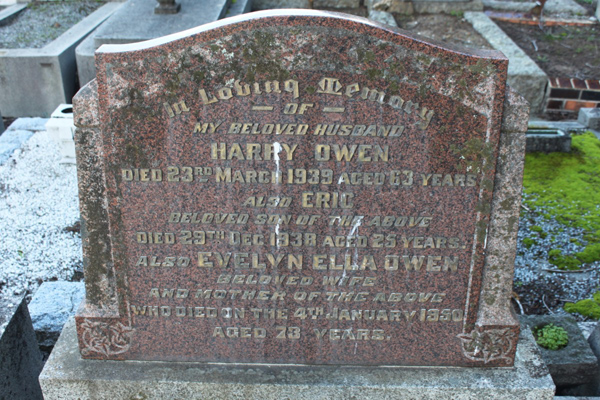 In Loving Memory
— OF —
MY BELOVED HUSBAND
HARRY OWEN
DIED 23RD MARCH 1939 AGED 63 YEARS
ALSO ERIC
BELOVED SON OF THE ABOVE
DIED 29TH DEC 1938 AGED 25 YEARS.
ALSO EVELYN ELLA OWEN
BELOVED WIFE
AND MOTHER OF THE ABOVE
WHO DIED ON THE 4TH JANUARY 1950
AGED 73 YEARS.